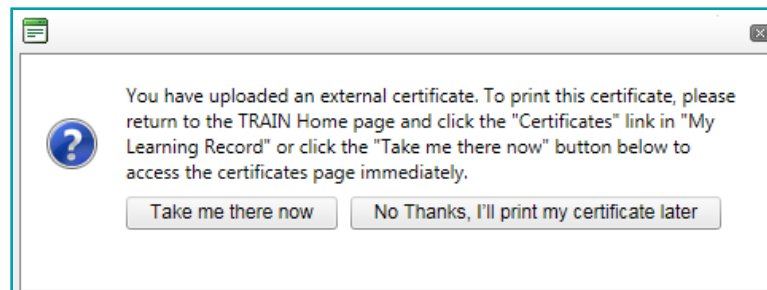 You have uploaded an external certificate. To print this certificate, please
return to the TRAIN Home page and click the "Certificates" link in "My
Learning Record" or click the "Take me there now" button below to
access the certificates page immediately.
Take me there now
No Thanks, I'll print my certificate later